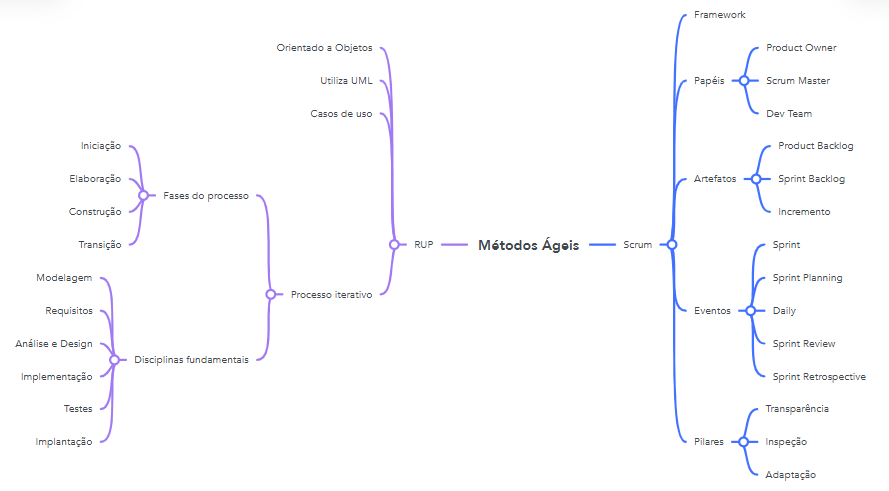 Métodos Ágeis
RUP
Orientado a Objetos
Utiliza UML
Casos de uso
Processo iterativo
Fases do processo
Iniciação
Elaboração
Construção
Transição
Disciplinas fundamentais
Modelagem
Requisitos
Análise e Design
Implementação
Testes
Implantação
Scrum
Framework
Papéis
Product Owner
Scrum Master
Dev Team
Artefatos
Product Backlog
Sprint Backlog
Incremento
Eventos
Sprint
Sprint Planning
Daily
Sprint Review
Sprint Retrospective
Pilares
Transparência
Inspeção
Adaptação